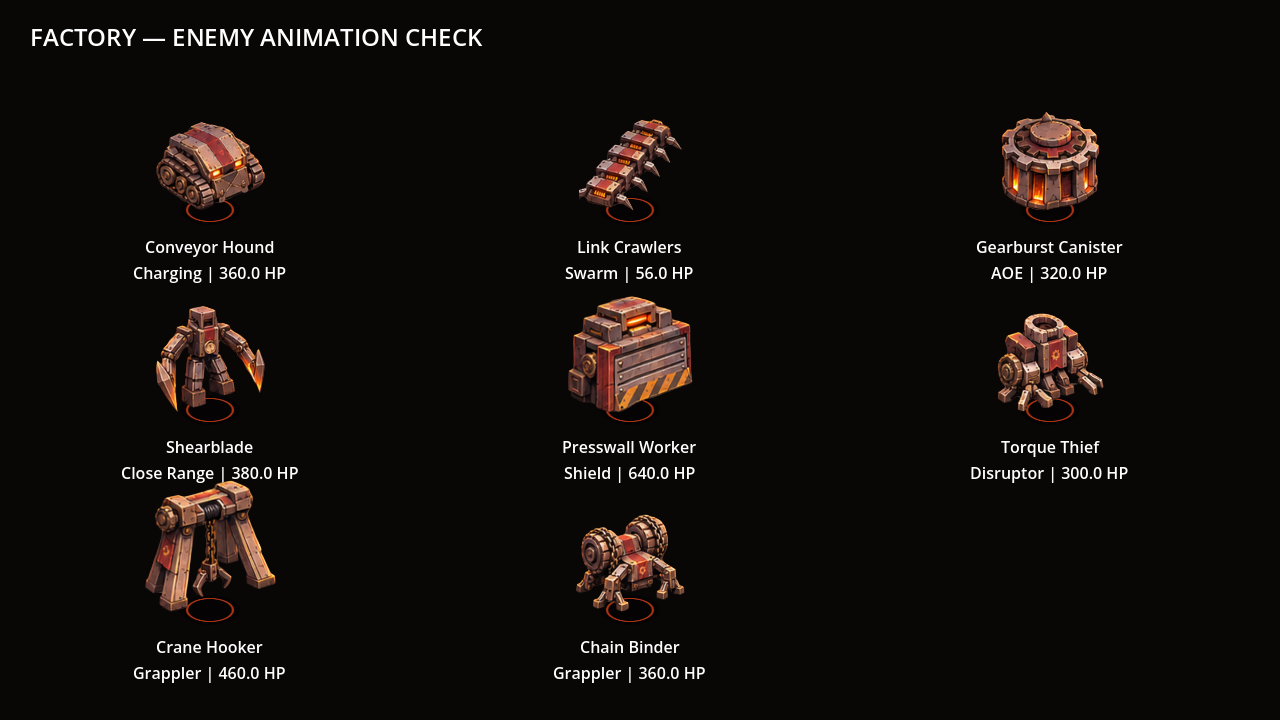 FACTORY — ENEMY ANIMATION CHECK
Conveyor Hound
Charging | 360.0 HP
Link Crawlers
Swarm | 56.0 HP
Gearburst Canister
AOE | 320.0 HP
Shearblade
Close Range | 380.0 HP
Presswall Worker
Shield | 640.0 HP
Torque Thief
Disruptor | 300.0 HP
Crane Hooker
Grappler | 460.0 HP
Chain Binder
Grappler | 360.0 HP